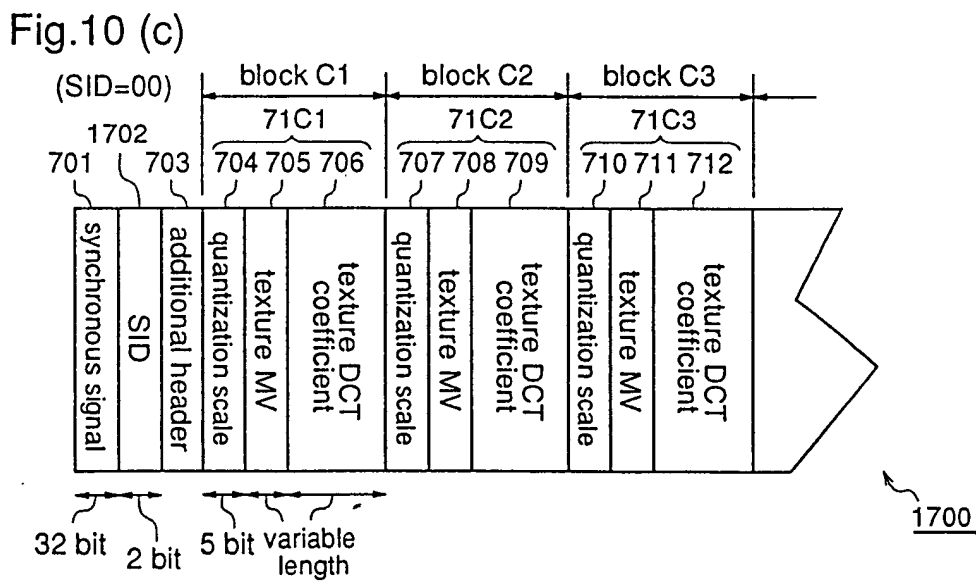 Fig.10 (c)
(SID=00)
block C1
block C2
block C3
71C1
71C2
71C3
1702
701
703
704
705
706
707
708
709
710
711
712
synchronous signal
SID
additional header
quantization scale
texture MV
texture DCT
coefficient
quantization scale
texture MV
texture DCT
coefficient
quantization scale
texture MV
texture DCT
coefficient
32 bit
2 bit
5 bit
variable
length
1700